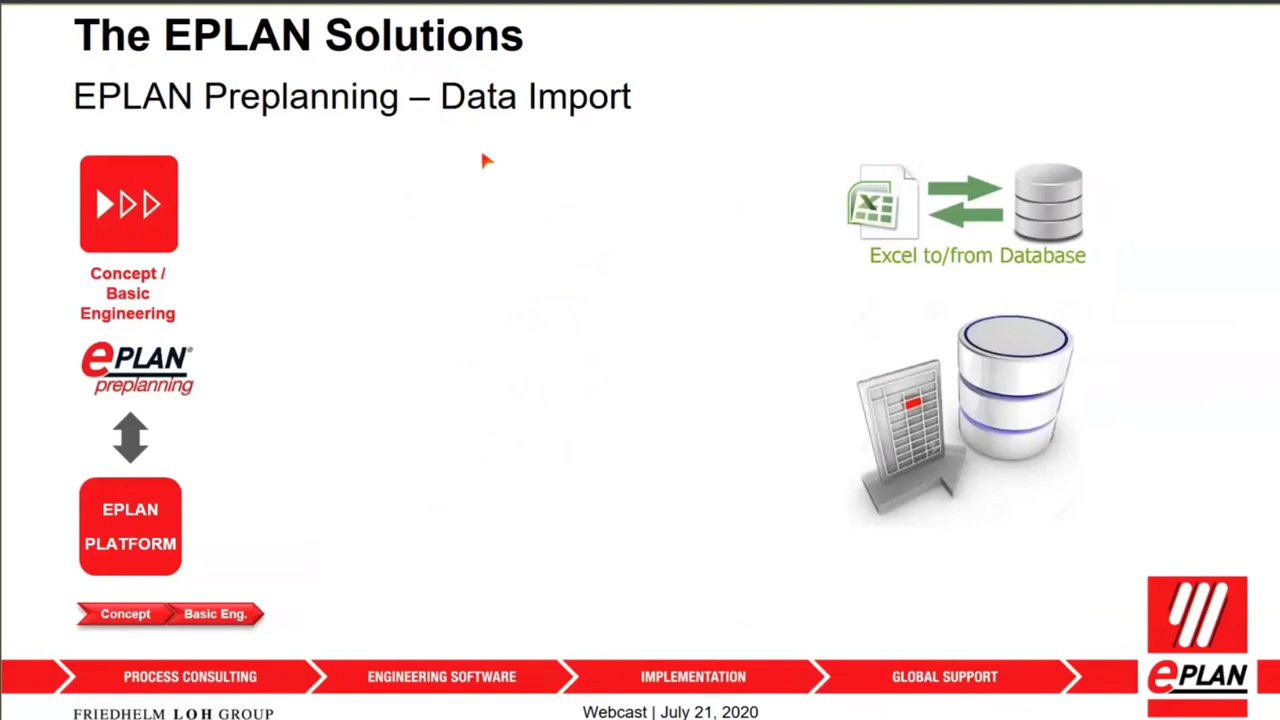 The EPLAN Solutions
EPLAN Preplanning – Data Import
Concept /
Basic
Engineering
ePLAN®
preplanning
EPLAN
PLATFORM
Concept
Basic Eng.
Excel to/from Database
PROCESS CONSULTING
ENGINEERING SOFTWARE
IMPLEMENTATION
GLOBAL SUPPORT
ePLAN
FRIEDHELM LOH GROUP
Webcast | July 21, 2020